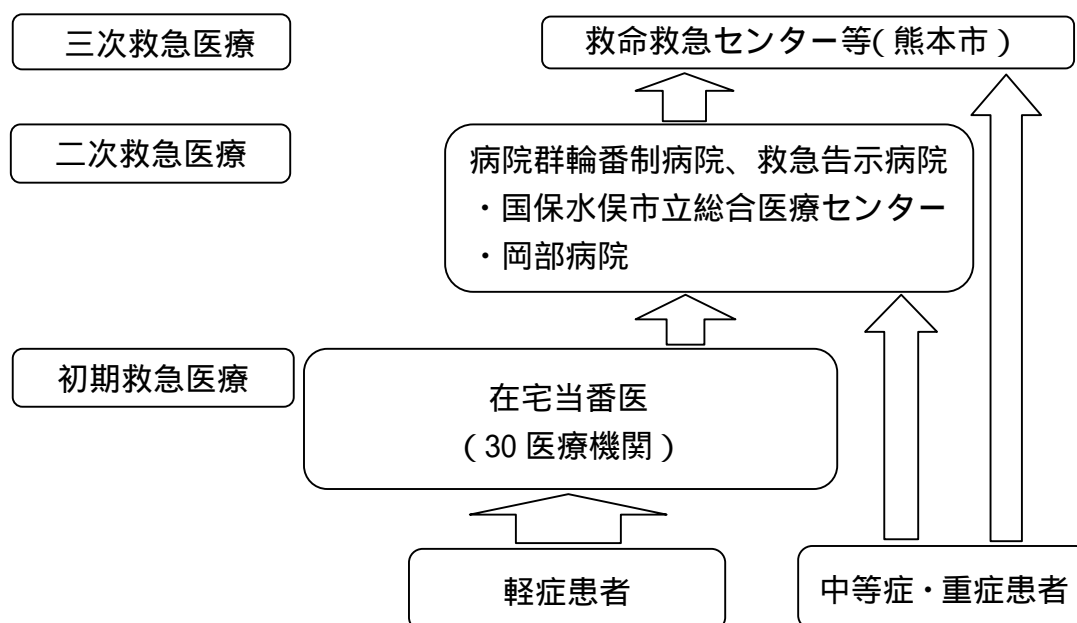 三次救急医療
救命救急センター等(熊本市)
二次救急医療
病院群輪番制病院、救急告示病院
・国保水俣市立総合医療センター
・岡部病院
初期救急医療
在宅当番医
(30 医療機関)
軽症患者
中等症・重症患者